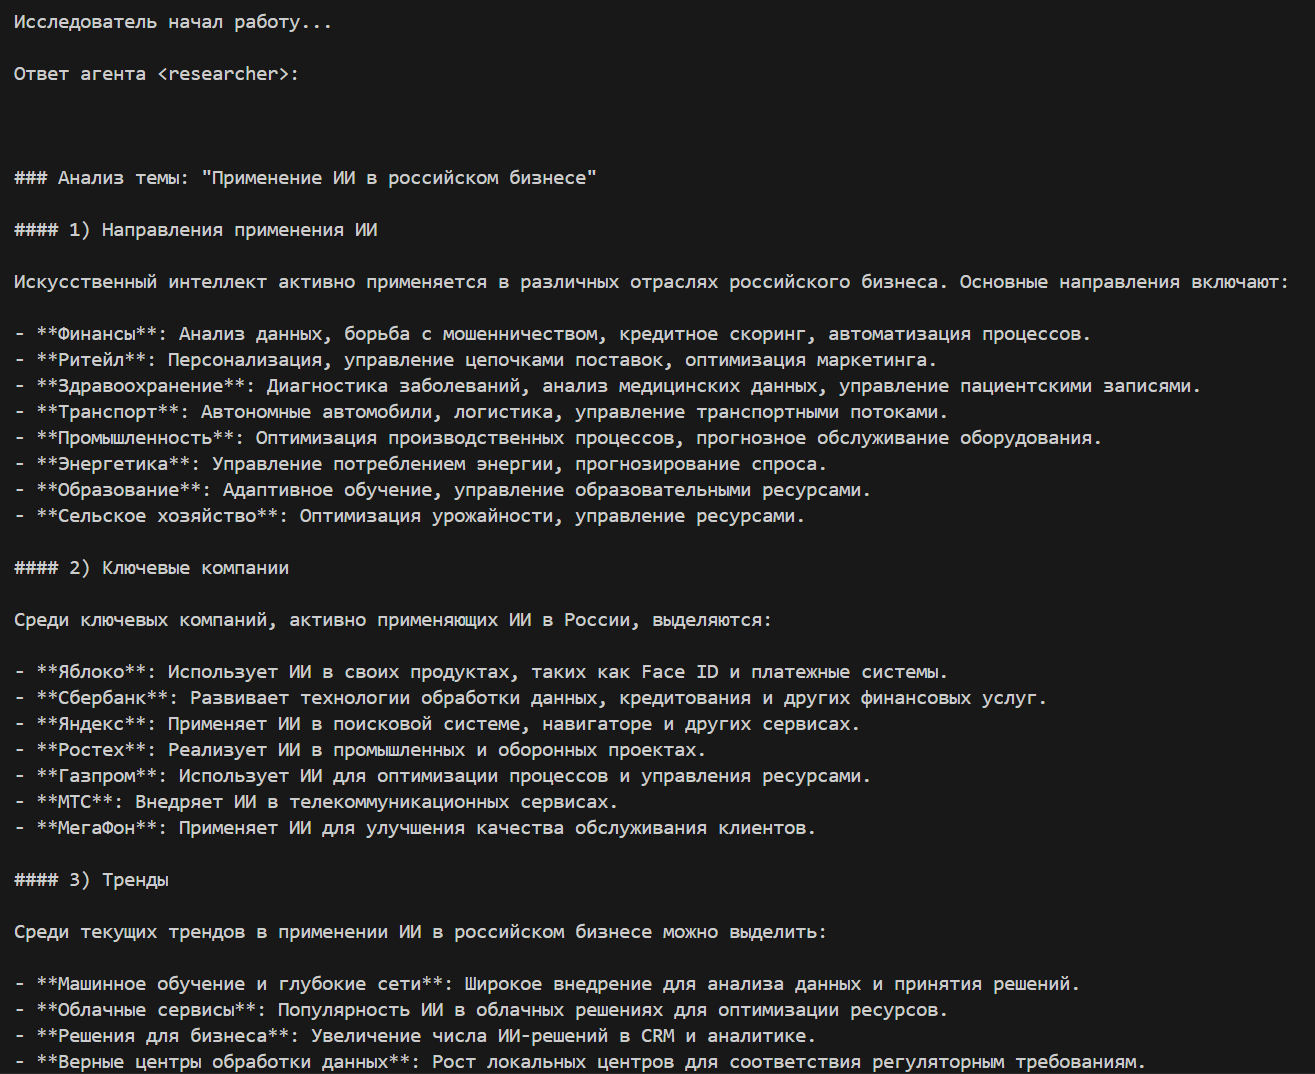 Исследователь начал работу...
Ответ агента <researcher>:
### Анализ темы: "Применение ИИ в российском бизнесе"
#### 1) Направления применения ИИ
Искусственный интеллект активно применяется в различных отраслях российского бизнеса. Основные направления включают:
- **Финансы**: Анализ данных, борьба с мошенничеством, кредитное скоринг, автоматизация процессов.
- **Ритейл**: Персонализация, управление цепочками поставок, оптимизация маркетинга.
- **Здравоохранение**: Диагностика заболеваний, анализ медицинских данных, управление пациентскими записями.
- **Транспорт**: Автономные автомобили, логистика, управление транспортными потоками.
- **Промышленность**: Оптимизация производственных процессов, прогнозное обслуживание оборудования.
- **Энергетика**: Управление потреблением энергии, прогнозирование спроса.
- **Образование**: Адаптивное обучение, управление образовательными ресурсами.
- **Сельское хозяйство**: Оптимизация урожайности, управление ресурсами.
#### 2) Ключевые компании
Среди ключевых компаний, активно применяющих ИИ в России, выделяются:
- **Яблоко**: Использует ИИ в своих продуктах, таких как Face ID и платежные системы.
- **Сбербанк**: Развивает технологии обработки данных, кредитования и других финансовых услуг.
- **Яндекс**: Применяет ИИ в поисковой системе, навигаторе и других сервисах.
- **Ростех**: Реализует ИИ в промышленных и оборонных проектах.
- **Газпром**: Использует ИИ для оптимизации процессов и управления ресурсами.
- **МТС**: Внедряет ИИ в телекоммуникационных сервисах.
- **МегаФон**: Применяет ИИ для улучшения качества обслуживания клиентов.
#### 3) Тренды
Среди текущих трендов в применении ИИ в российском бизнесе можно выделить:
- **Машинное обучение и глубокие сети**: Широкое внедрение для анализа данных и принятия решений.
- **Облачные сервисы**: Популярность ИИ в облачных решениях для оптимизации ресурсов.
- **Решения для бизнеса**: Увеличение числа ИИ-решений в CRM и аналитике.
- **Верные центры обработки данных**: Рост локальных центров для соответствия регуляторным требованиям.